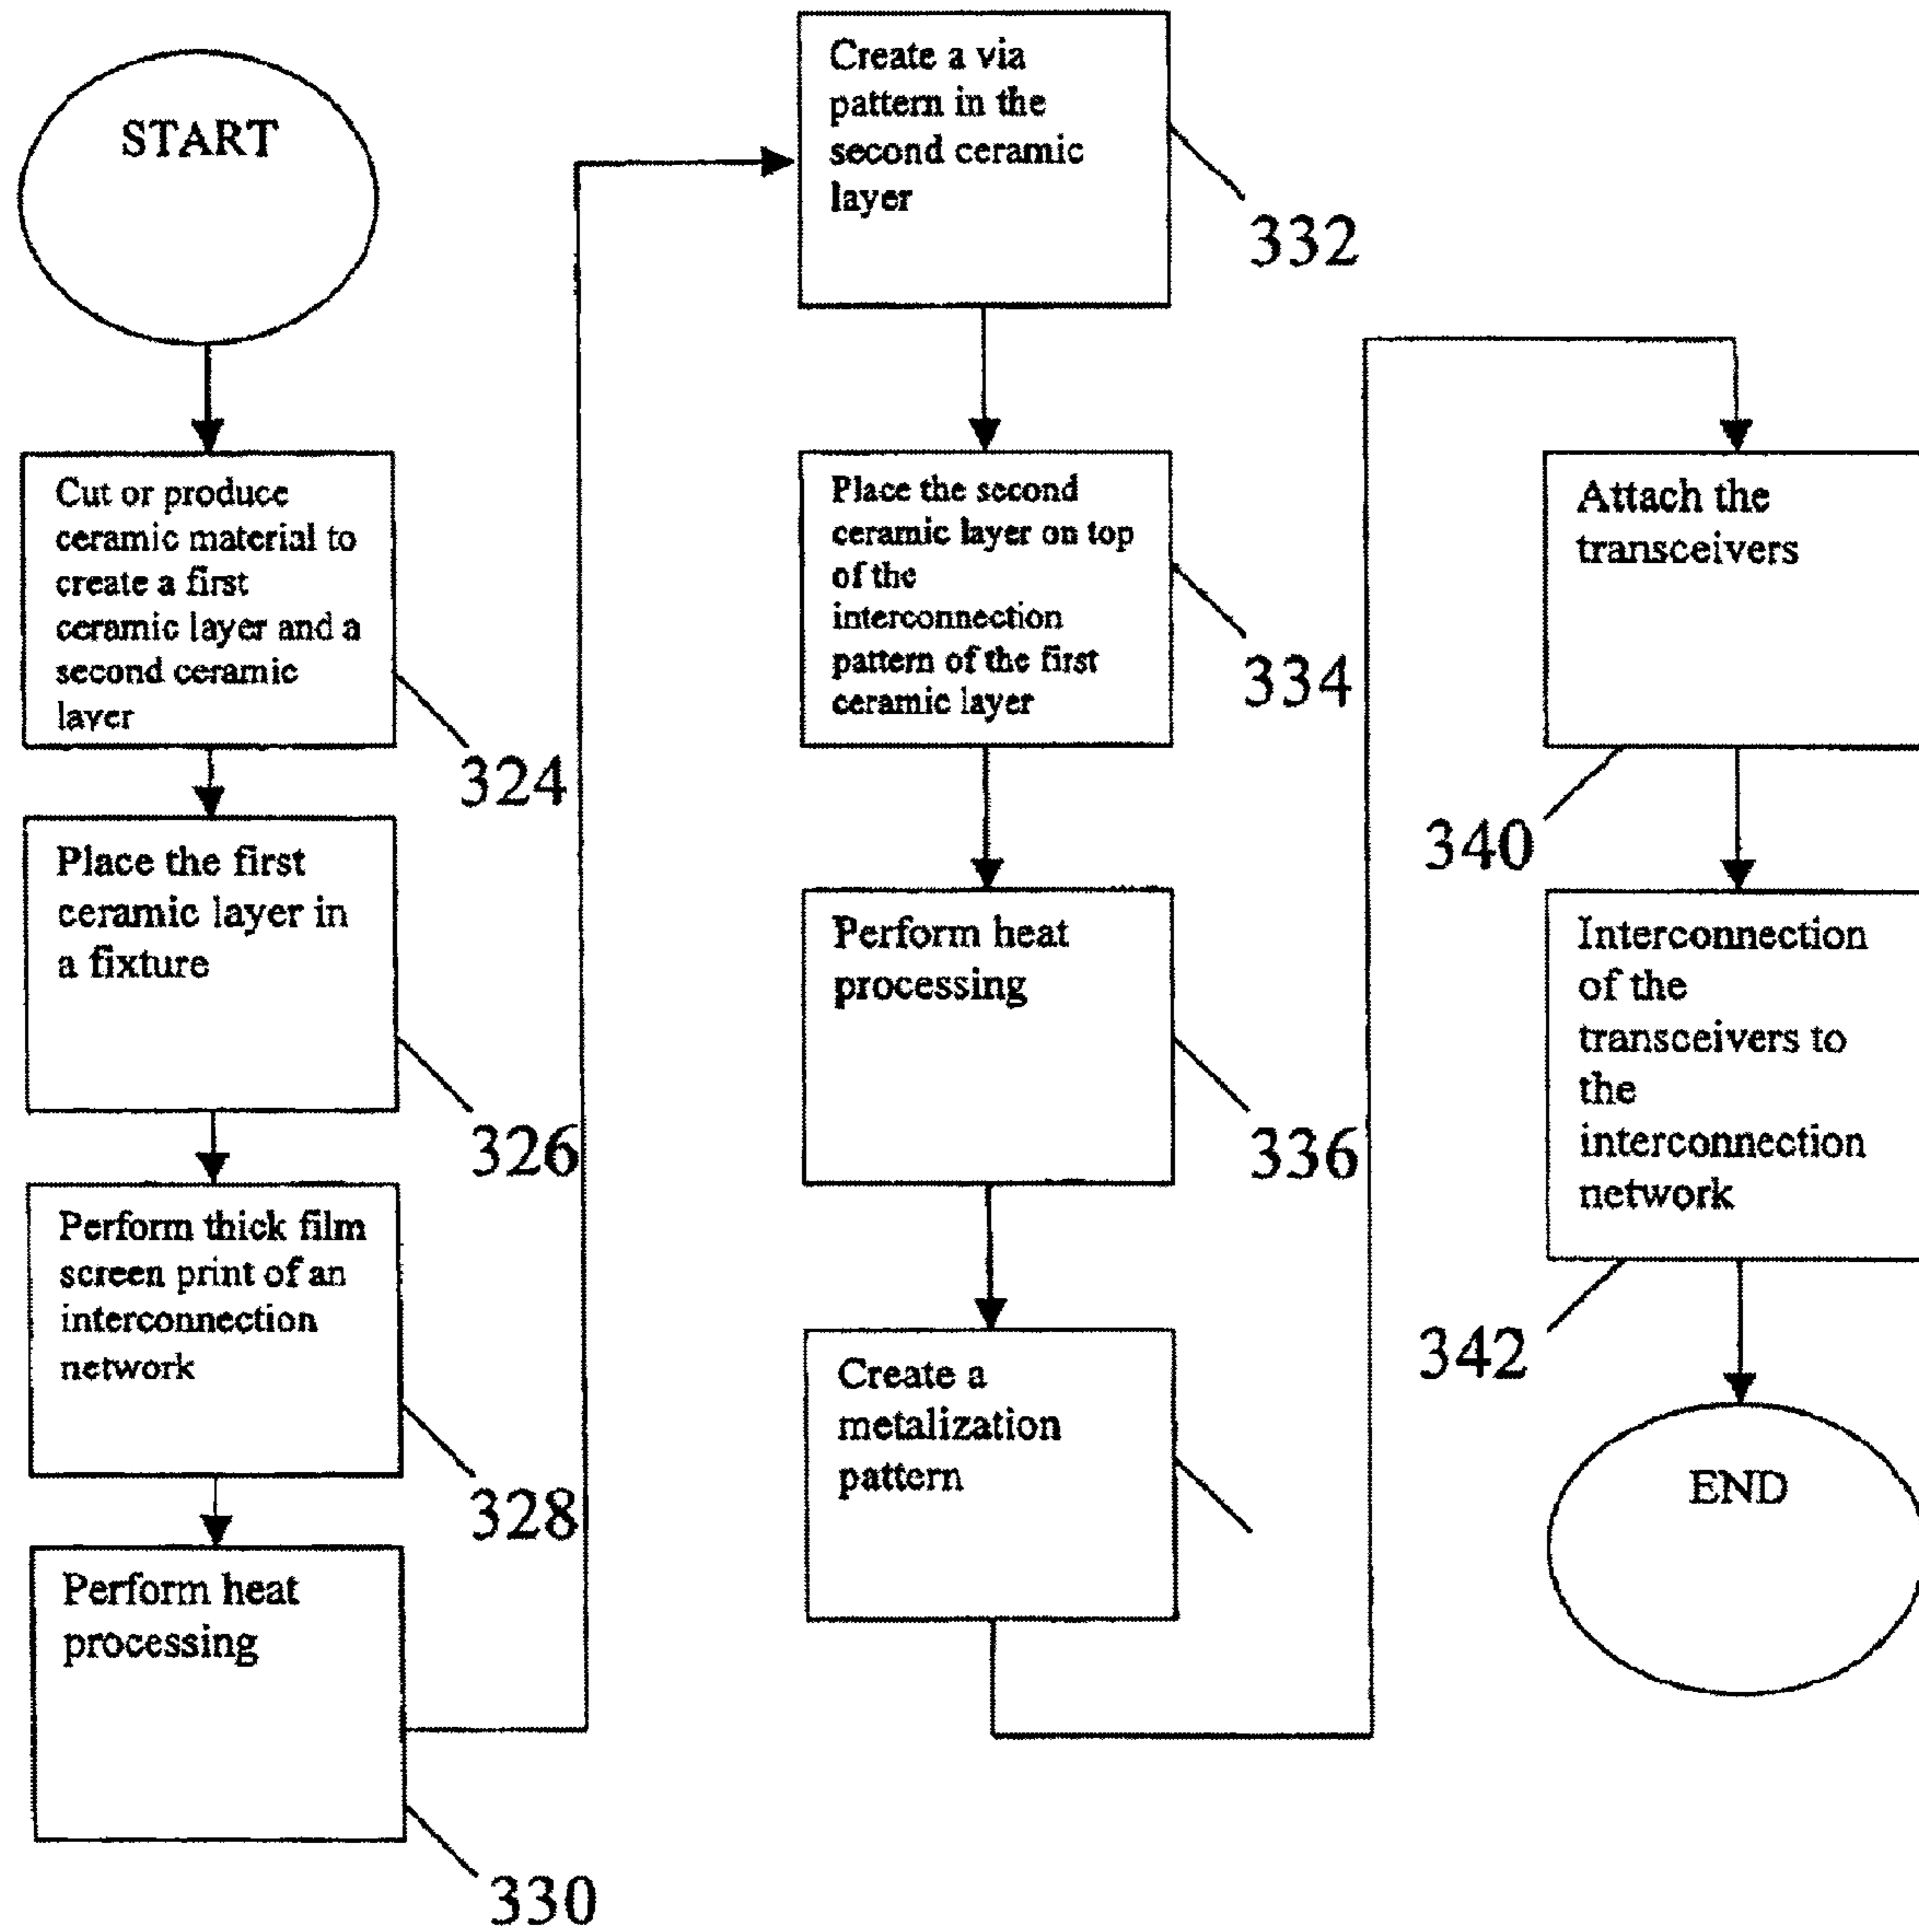 START
Cut or produce
ceramic material to
create a first
ceramic layer and a
second ceramic
layer
324
Place the first
ceramic layer in
a fixture
326
Perform thick film
screen print of an
interconnection
network
328
Perform heat
processing
330
Create a via
pattern in the
second ceramic
layer
332
Place the second
ceramic layer on top
of the
interconnection
pattern of the first
ceramic layer
334
Perform heat
processing
336
Create a
metalization
pattern
Attach the
transceivers
340
Interconnection
of the
transceivers to
the
interconnection
network
342
END